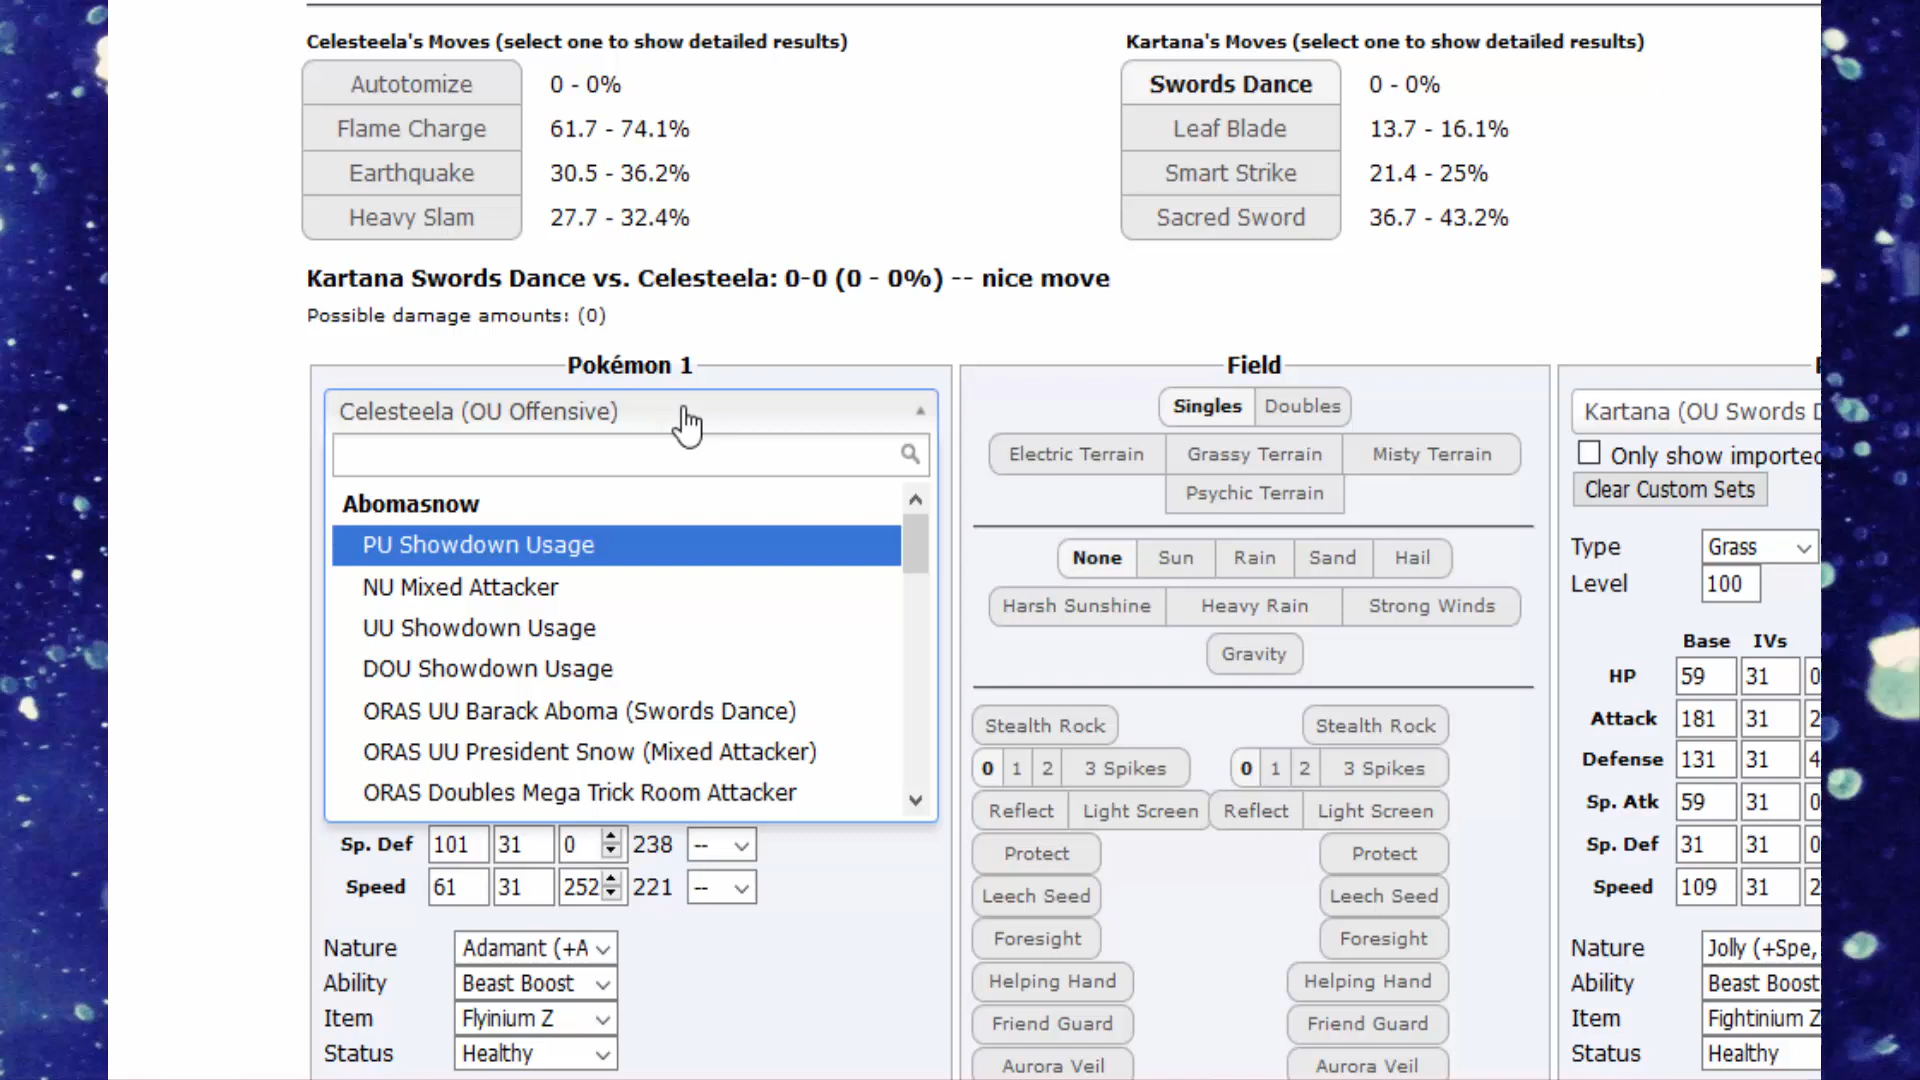 Celesteela's Moves (select one to show detailed results)
Autotomize 0 - 0%
Flame Charge 61.7 - 74.1%
Earthquake 30.5 - 36.2%
Heavy Slam 27.7 - 32.4%
Kartana's Moves (select one to show detailed results)
Swords Dance 0 - 0%
Leaf Blade 13.7 - 16.1%
Smart Strike 21.4 - 25%
Sacred Sword 36.7 - 43.2%
Kartana Swords Dance vs. Celesteela: 0-0 (0 - 0%) -- nice move
Possible damage amounts: (0)
Pokémon 1
Celesteela (OU Offensive)
Abomasnow
PU Showdown Usage
NU Mixed Attacker
UU Showdown Usage
DOU Showdown Usage
ORAS UU Barack Aboma (Swords Dance)
ORAS UU President Snow (Mixed Attacker)
ORAS Doubles Mega Trick Room Attacker
Sp. Def 101 31 0 238 --
Speed 61 31 252 221 --
Nature Adamant (+A
Ability Beast Boost
Item Flyinium Z
Status Healthy
Field
Singles Doubles
Electric Terrain Grassy Terrain Misty Terrain
Psychic Terrain
None Sun Rain Sand Hail
Harsh Sunshine Heavy Rain Strong Winds
Gravity
Stealth Rock Stealth Rock
0 1 2 3 Spikes 0 1 2 3 Spikes
Reflect Light Screen Reflect Light Screen
Protect Protect
Leech Seed Leech Seed
Foresight Foresight
Helping Hand Helping Hand
Friend Guard Friend Guard
Aurora Veil Aurora Veil
Kartana (OU Swords D
Only show imported
Clear Custom Sets
Type Grass
Level 100
Base IVs
HP 59 31 0
Attack 181 31 2
Defense 131 31 4
Sp. Atk 59 31 0
Sp. Def 31 31 0
Speed 109 31 2
Nature Jolly (+Spe,
Ability Beast Boost
Item Fightinium Z
Status Healthy